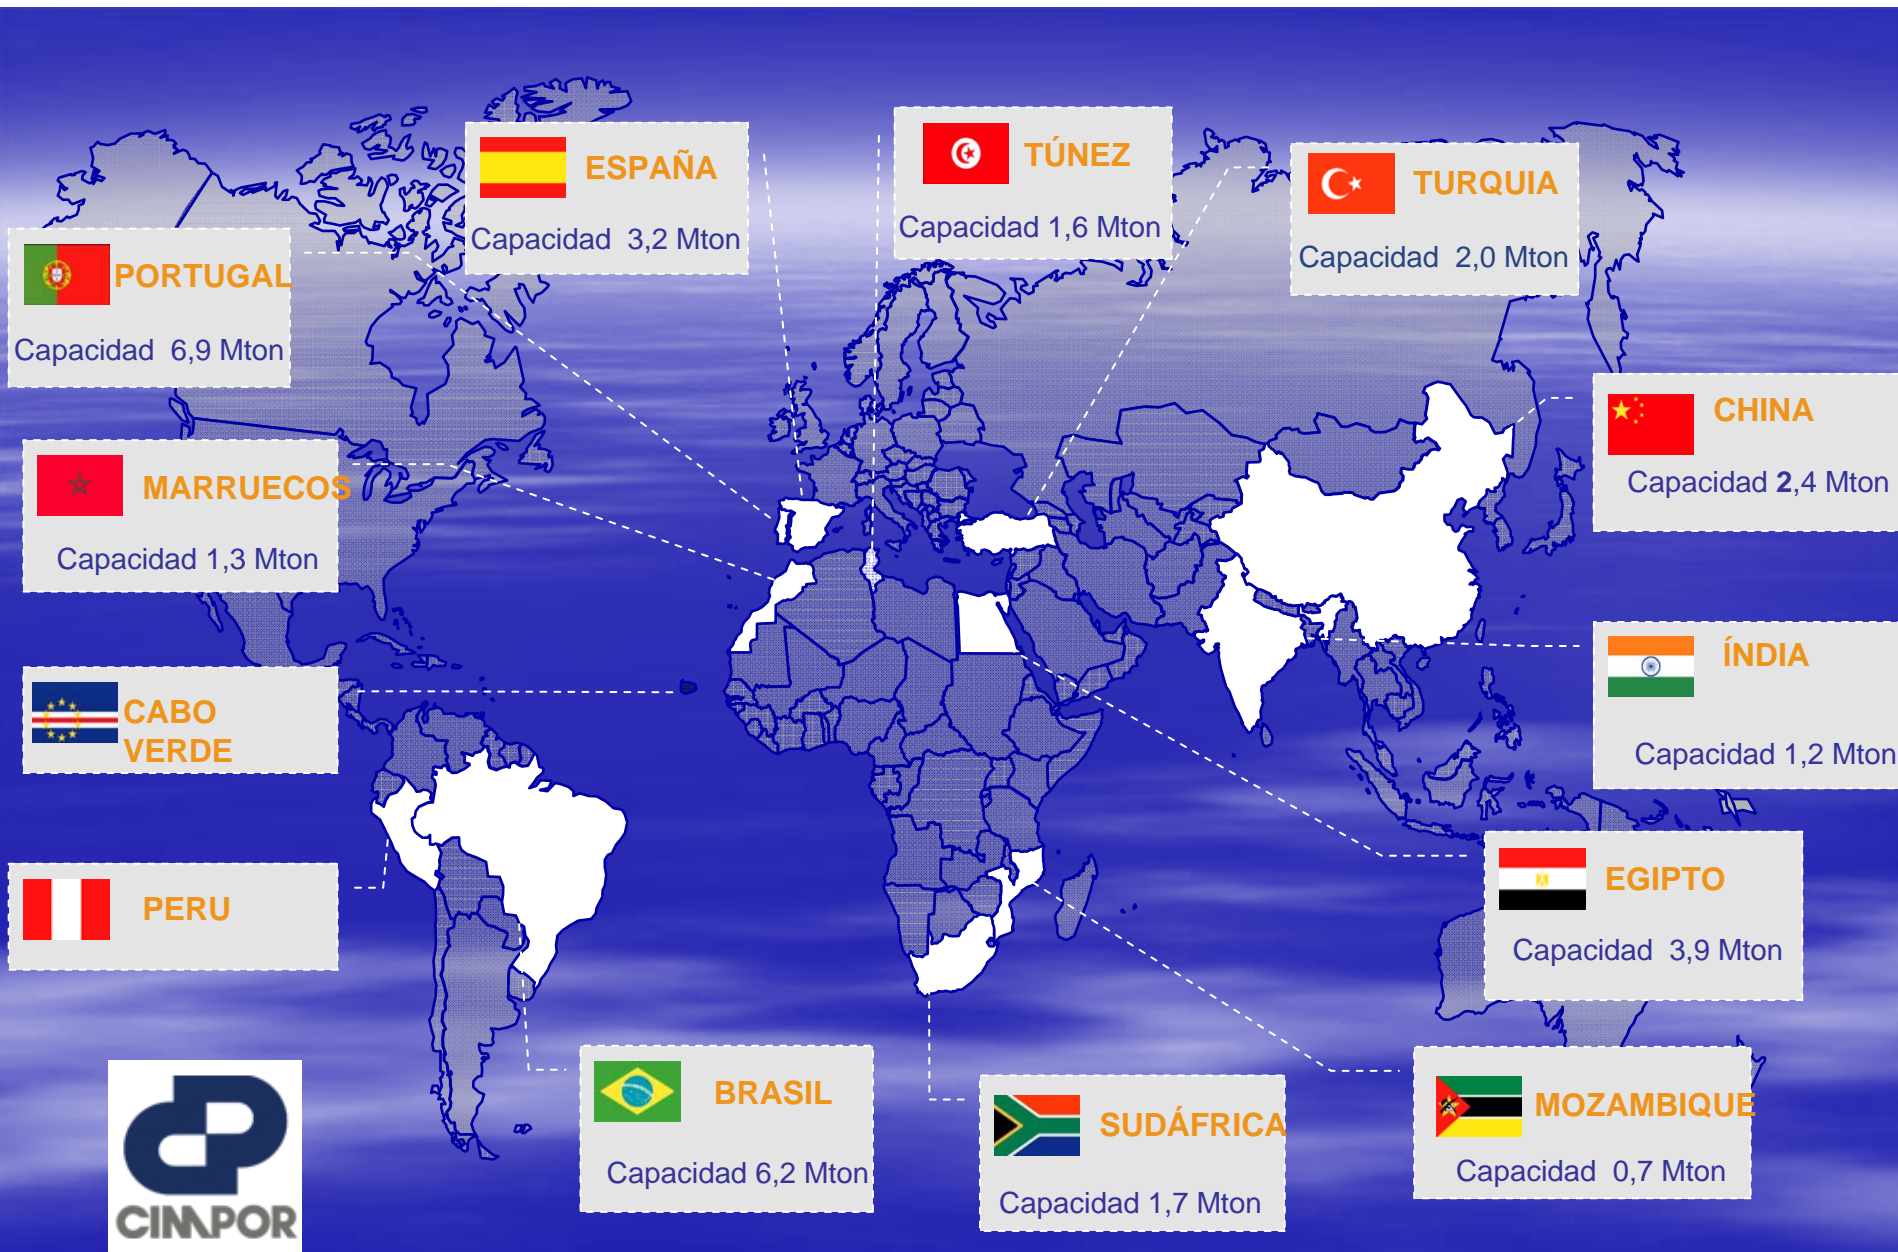 ESPAÑA
Capacidad 3,2 Mton
TÚNEZ
Capacidad 1,6 Mton
TURQUIA
Capacidad 2,0 Mton
PORTUGAL
Capacidad 6,9 Mton
CHINA
Capacidad 2,4 Mton
MARRUECOS
Capacidad 1,3 Mton
ÍNDIA
Capacidad 1,2 Mton
CABO
VERDE
EGIPTO
Capacidad 3,9 Mton
PERU
BRASIL
Capacidad 6,2 Mton
SUDÁFRICA
Capacidad 1,7 Mton
MOZAMBIQUE
Capacidad 0,7 Mton
CIMPOR